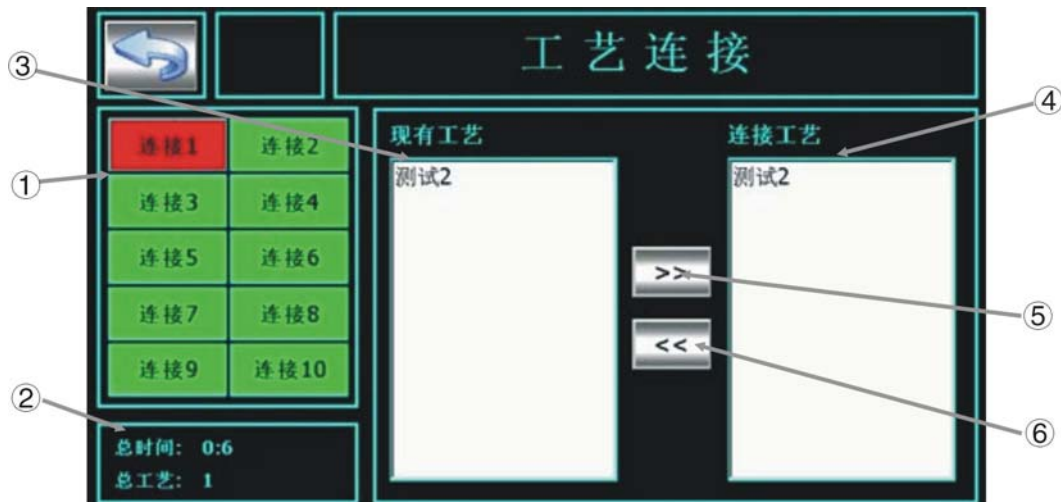 工艺连接
③
④
①
连接1 连接2
连接3 连接4
连接5 连接6
连接7 连接8
连接9 连接10
②
总时间: 0:6
总工艺: 1
现有工艺
测试2
>>
<<
连接工艺
测试2
⑤
⑥